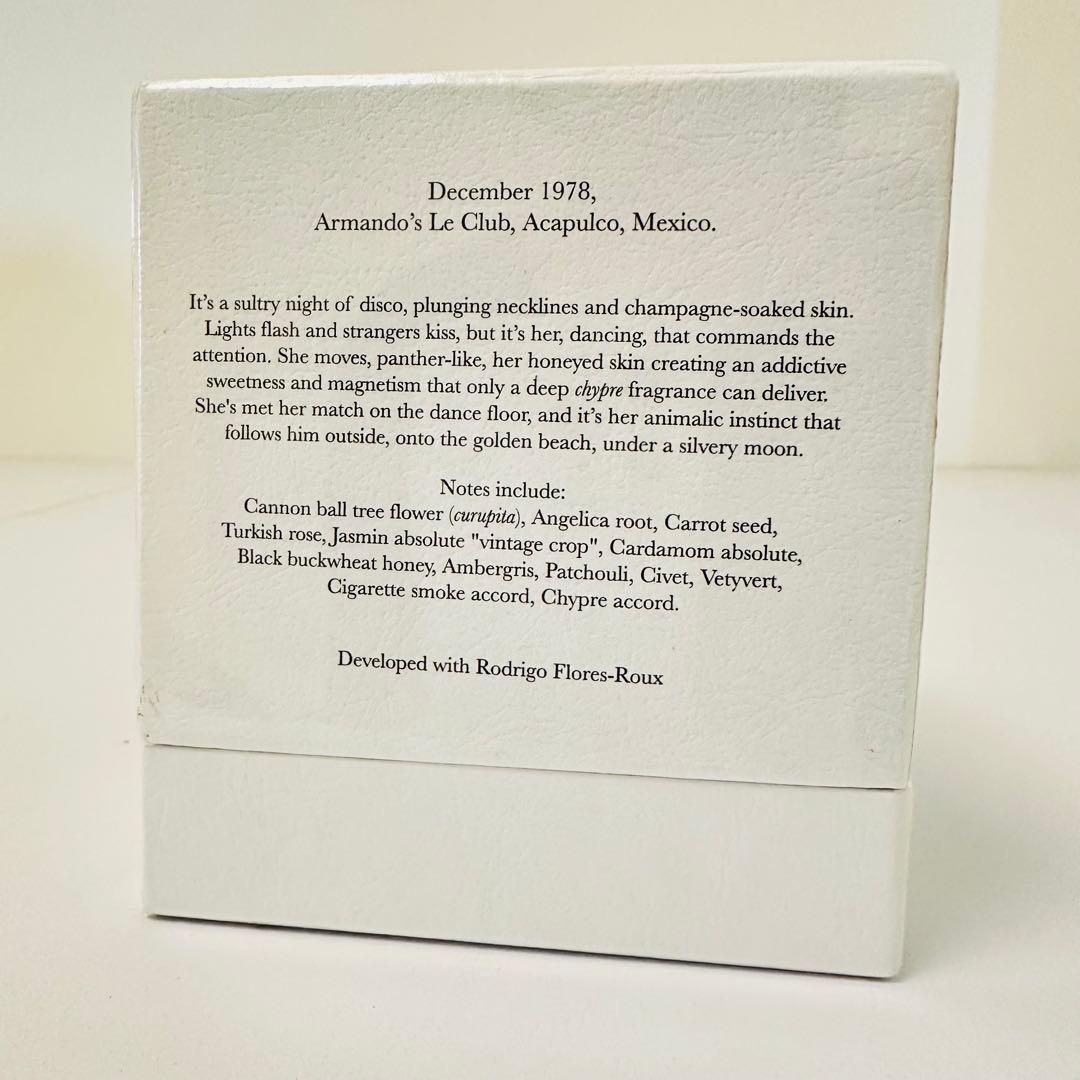 December 1978,
Armando's Le Club, Acapulco, Mexico.
It's a sultry night of disco, plunging necklines and champagne-soaked skin.
Lights flash and strangers kiss, but it's her, dancing, that commands the
attention. She moves, panther-like, her honeyed skin creating an addictive
sweetness and magnetism that only a deep chypre fragrance can deliver.
She's met her match on the dance floor, and it's her animalic instinct that
follows him outside, onto the golden beach, under a silvery moon.
Notes include:
Cannon ball tree flower (curupita), Angelica root, Carrot seed,
Turkish rose, Jasmin absolute "vintage crop", Cardamom absolute,
Black buckwheat honey, Ambergris, Patchouli, Civet, Vetyvert,
Cigarette smoke accord, Chypre accord.
Developed with Rodrigo Flores-Roux